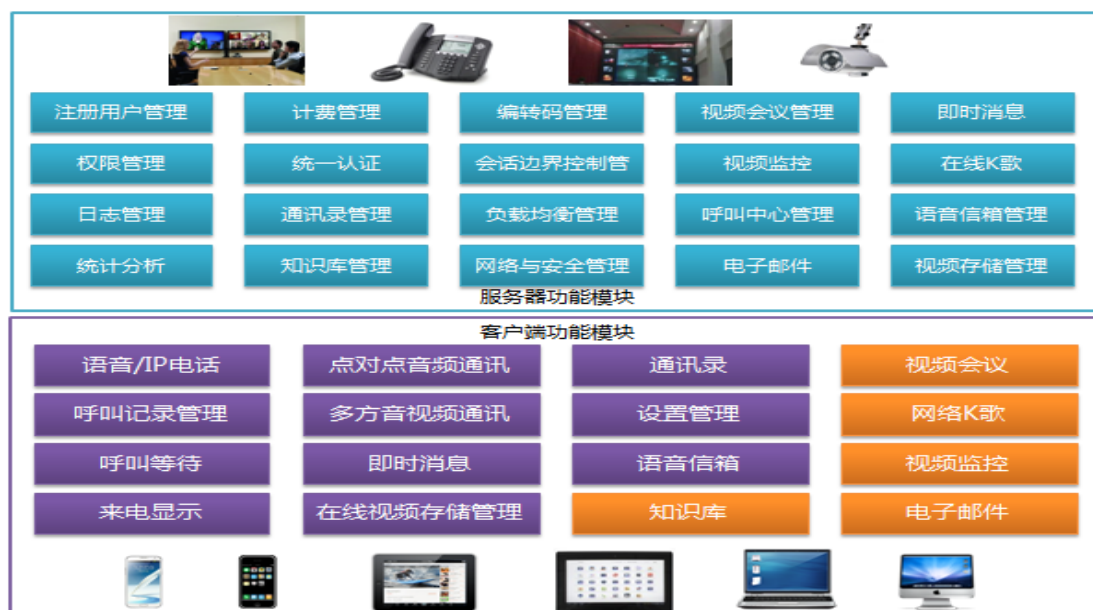 注册用户管理 计费管理 编转码管理 视频会议管理 即时消息
权限管理 统一认证 会话边界控制管 视频监控 在线K歌
日志管理 通讯录管理 负载均衡管理 呼叫中心管理 语音信箱管理
统计分析 知识库管理 网络与安全管理 电子邮件 视频存储管理
服务器功能模块
客户端功能模块
语音/IP电话 点对点音频通讯 通讯录 视频会议
呼叫记录管理 多方音视频通讯 设置管理 网络K歌
呼叫等待 即时消息 语音信箱 视频监控
来电显示 在线视频存储管理 知识库 电子邮件